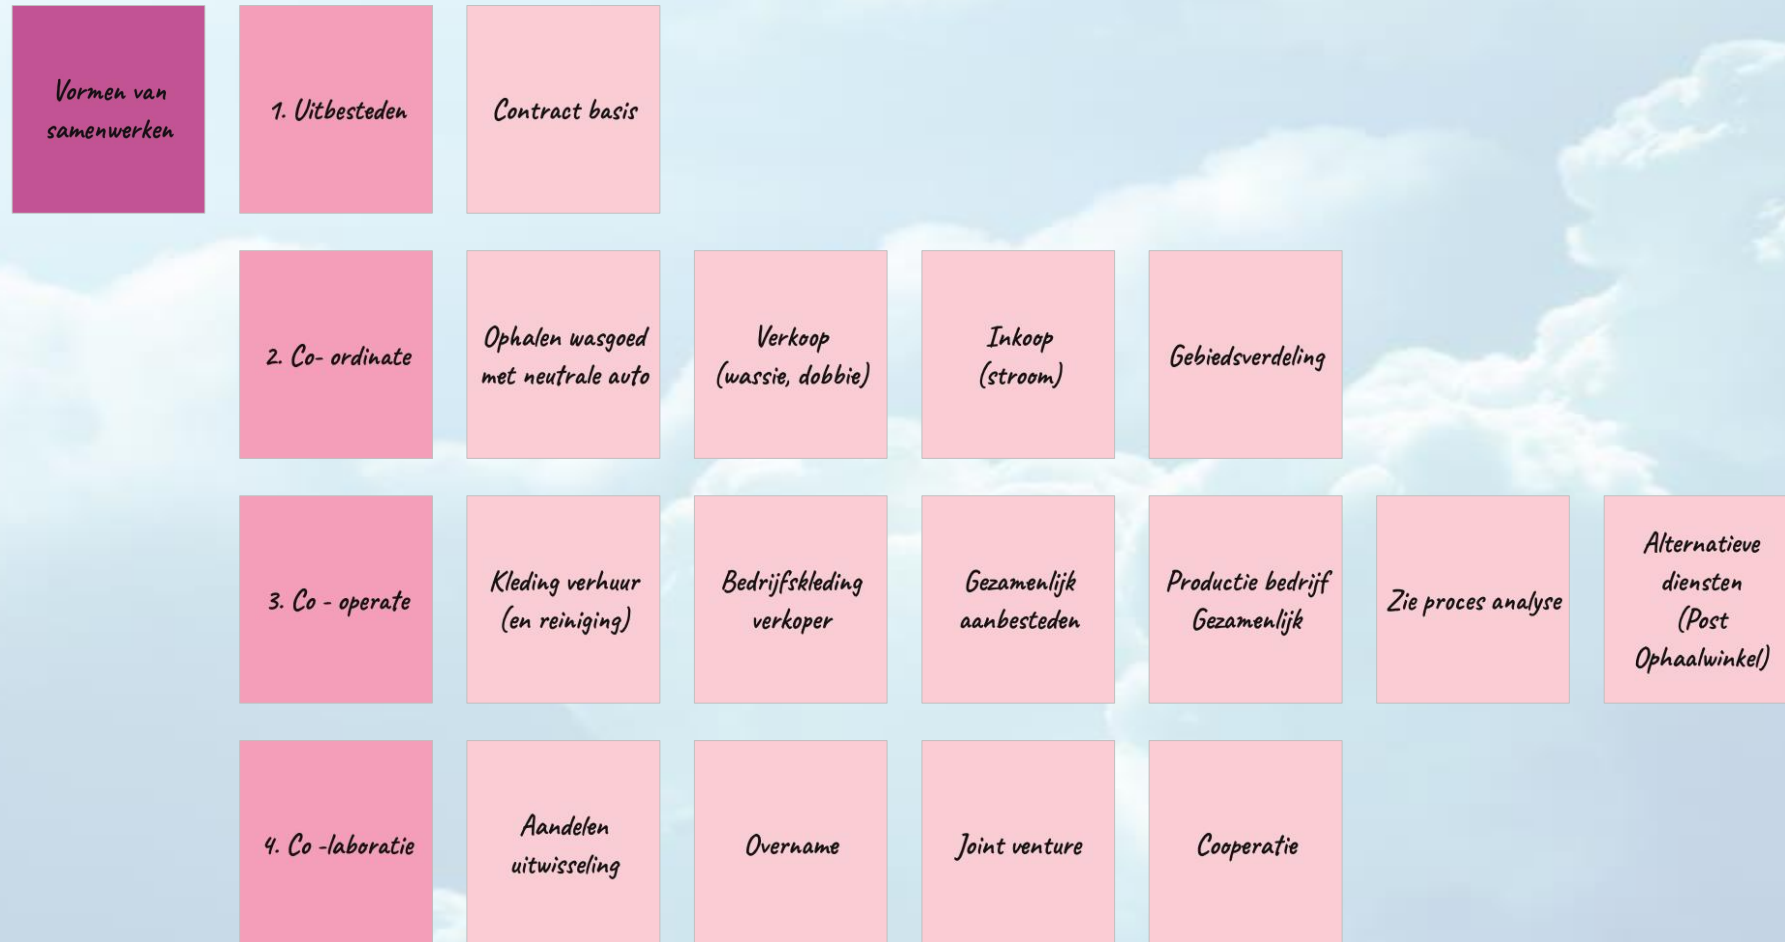 Vormen van
samenwerken
1. Uitbesteden
Contract basis
2. Co- ordinate
Ophalen wasgoed
met neutrale auto
Verkoop
(wassie, dobbie)
Inkoop
(stroom)
Gebiedsverdeling
3. Co - operate
Kleding verhuur
(en reiniging)
Bedrijfskleding
verkoper
Gezamenlijk
aanbesteden
Productie bedrijf
Gezamenlijk
Zie proces analyse
Alternatieve
diensten
(Post
Ophaalwinkel)
4. Co -laboratie
Aandelen
uitwisseling
Overname
Joint venture
Cooperatie